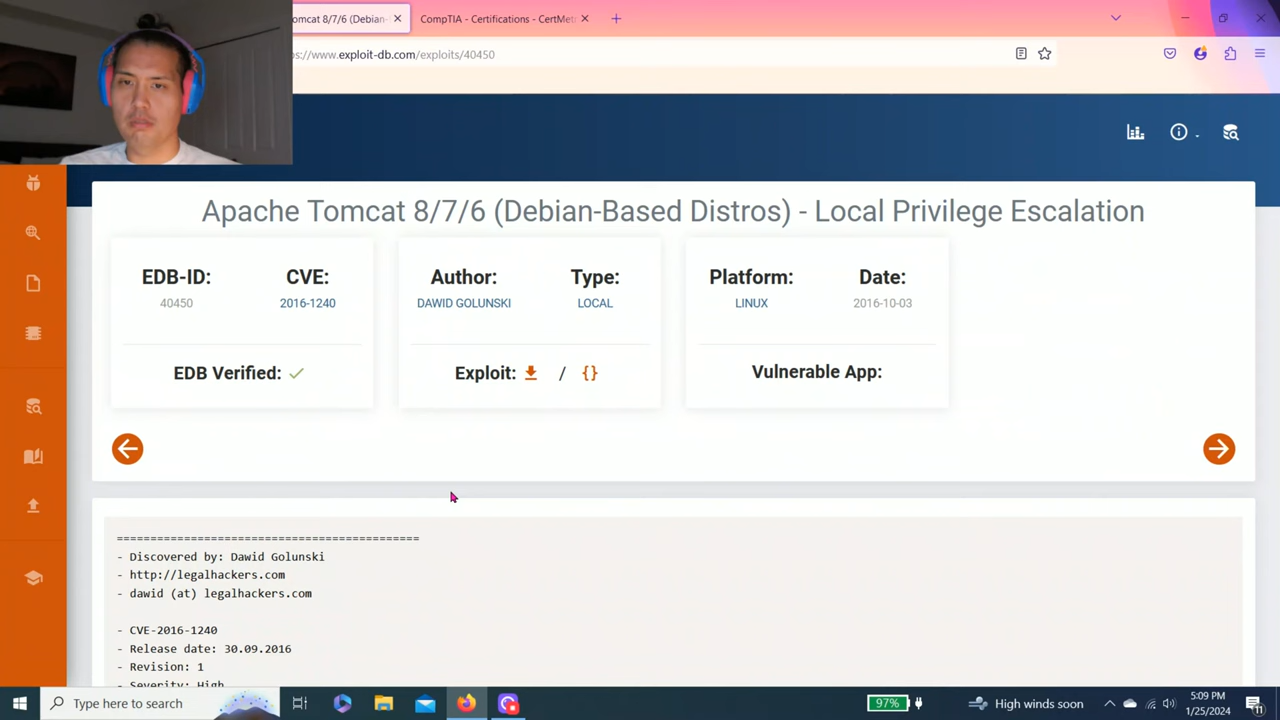 omcat 8/7/6 (Debian-
CompTIA - Certifications - CertMet
ps://www.exploit-db.com/exploits/40450
Apache Tomcat 8/7/6 (Debian-Based Distros) - Local Privilege Escalation
EDB-ID:
40450
CVE:
2016-1240
EDB Verified:
Author:
DAWID GOLUNSKI
Type:
LOCAL
Exploit: / {}
Platform:
LINUX
Date:
2016-10-03
Vulnerable App:
=============================================
- Discovered by: Dawid Golunski
- http://legalhackers.com
- dawid (at) legalhackers.com
- CVE-2016-1240
- Release date: 30.09.2016
- Revision: 1
- Severity: High
Type here to search
97%
High winds soon
5:09 PM
1/25/2024
11